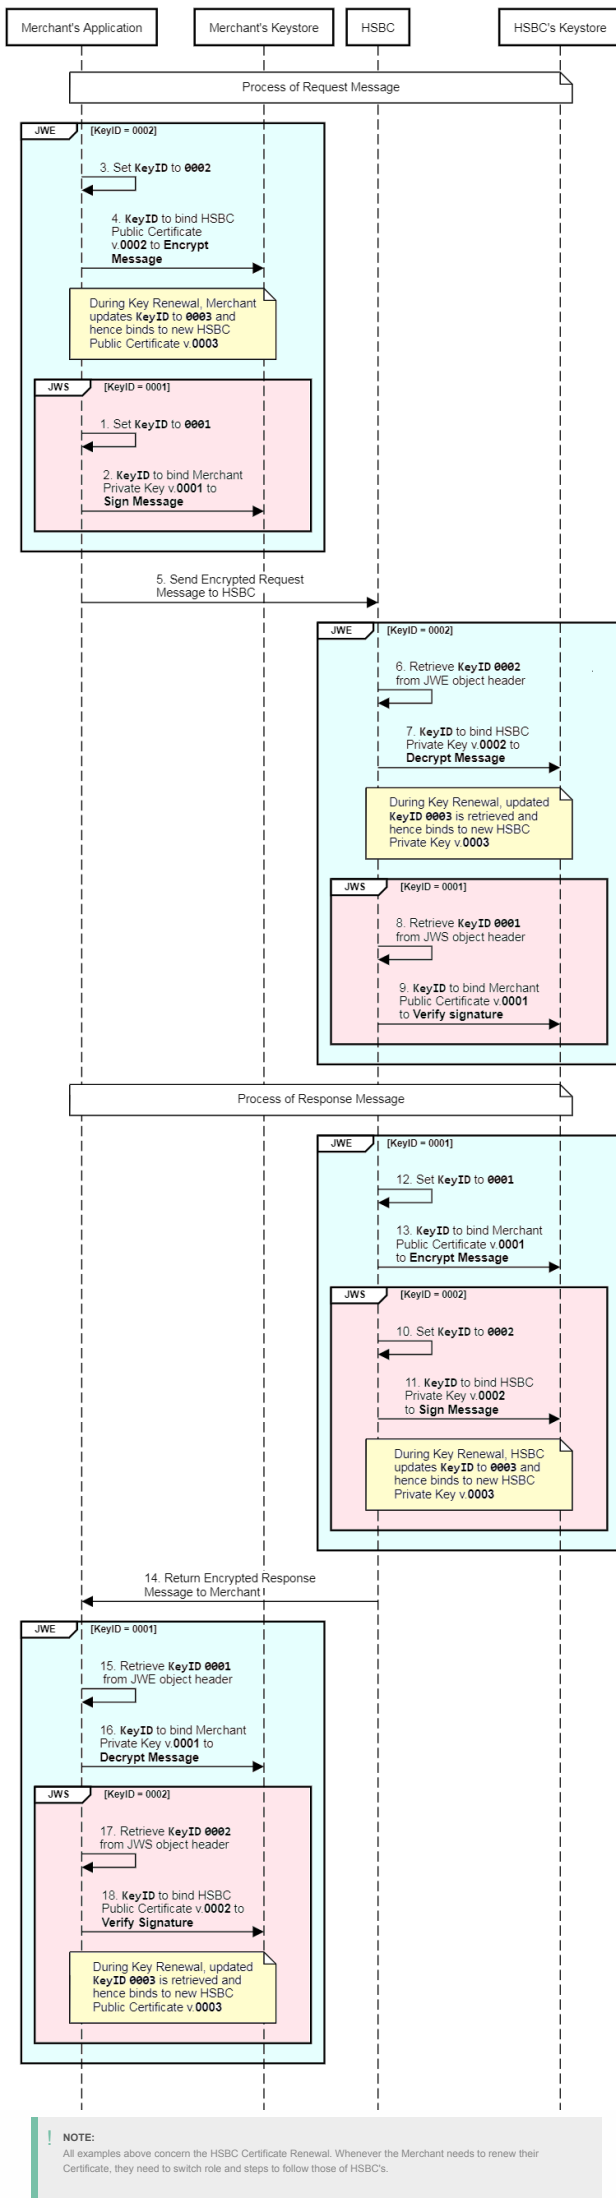 Merchant's Application
Merchant's Keystore
HSBC
HSBC's Keystore
Process of Request Message
JWE
[KeyID = 0002]
3. Set KeyID to 0002
4. KeyID to bind HSBC
Public Certificate
v.0002 to Encrypt
Message
During Key Renewal, Merchant
updates KeyID to 0003 and
hence binds to new HSBC
Public Certificate v.0003
JWS
[KeyID = 0001]
1. Set KeyID to 0001
2. KeyID to bind Merchant
Private Key v.0001 to
Sign Message
5. Send Encrypted Request
Message to HSBC
JWE
[KeyID = 0002]
6. Retrieve KeyID 0002
from JWE object header
7. KeyID to bind HSBC
Private Key v.0002 to
Decrypt Message
During Key Renewal, updated
KeyID 0003 is retrieved and
hence binds to new HSBC
Private Key v.0003
JWS
[KeyID = 0001]
8. Retrieve KeyID 0001
from JWS object header
9. KeyID to bind Merchant
Public Certificate v.0001
to Verify signature
Process of Response Message
JWE
[KeyID = 0001]
12. Set KeyID to 0001
13. KeyID to bind Merchant
Public Certificate v.0001
to Encrypt Message
JWS
[KeyID = 0002]
10. Set KeyID to 0002
11. KeyID to bind HSBC
Private Key v.0002
to Sign Message
During Key Renewal, HSBC
updates KeyID to 0003 and
hence binds to new HSBC
Private Key v.0003
14. Return Encrypted Response
Message to Merchant
JWE
[KeyID = 0001]
15. Retrieve KeyID 0001
from JWE object header
16. KeyID to bind Merchant
Private Key v.0001 to
Decrypt Message
JWS
[KeyID = 0002]
17. Retrieve KeyID 0002
from JWS object header
18. KeyID to bind HSBC
Public Certificate v.0002 to
Verify Signature
During Key Renewal, updated
KeyID 0003 is retrieved and
hence binds to new HSBC
Public Certificate v.0003
! NOTE:
All examples above concern the HSBC Certificate Renewal. Whenever the Merchant needs to renew their
Certificate, they need to switch role and steps to follow those of HSBC's.